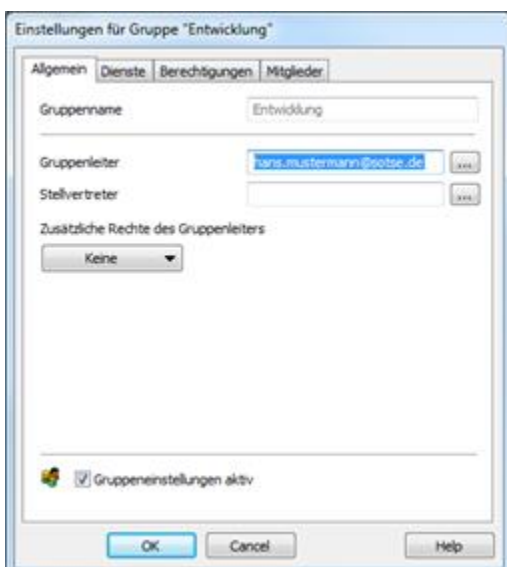 Einstellungen für Gruppe "Entwicklung"
Allgemein Dienste Berechtigungen Mitglieder
Gruppenname Entwicklung
Gruppenleiter hans.mustermann@sotse.de ...
Stellvertreter ...
Zusätzliche Rechte des Gruppenleiters
Keine
Gruppeneinstellungen aktiv
OK Cancel Help